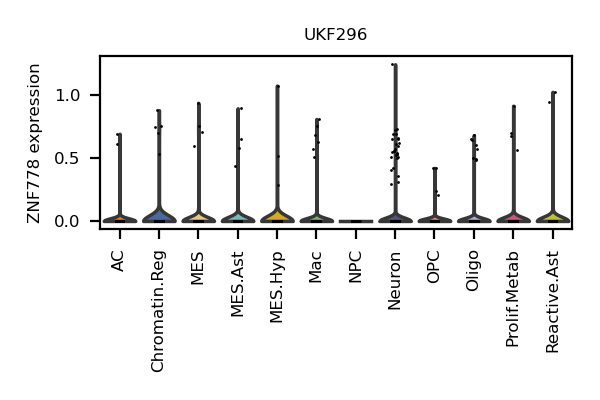 UKF296
ZNF778 expression
1.0
0.5
0.0
AC
Chromatin.Reg
MES
MES.Ast
MES.Hyp
Mac
NPC
Neuron
OPC
Oligo
Prolif.Metab
Reactive.Ast